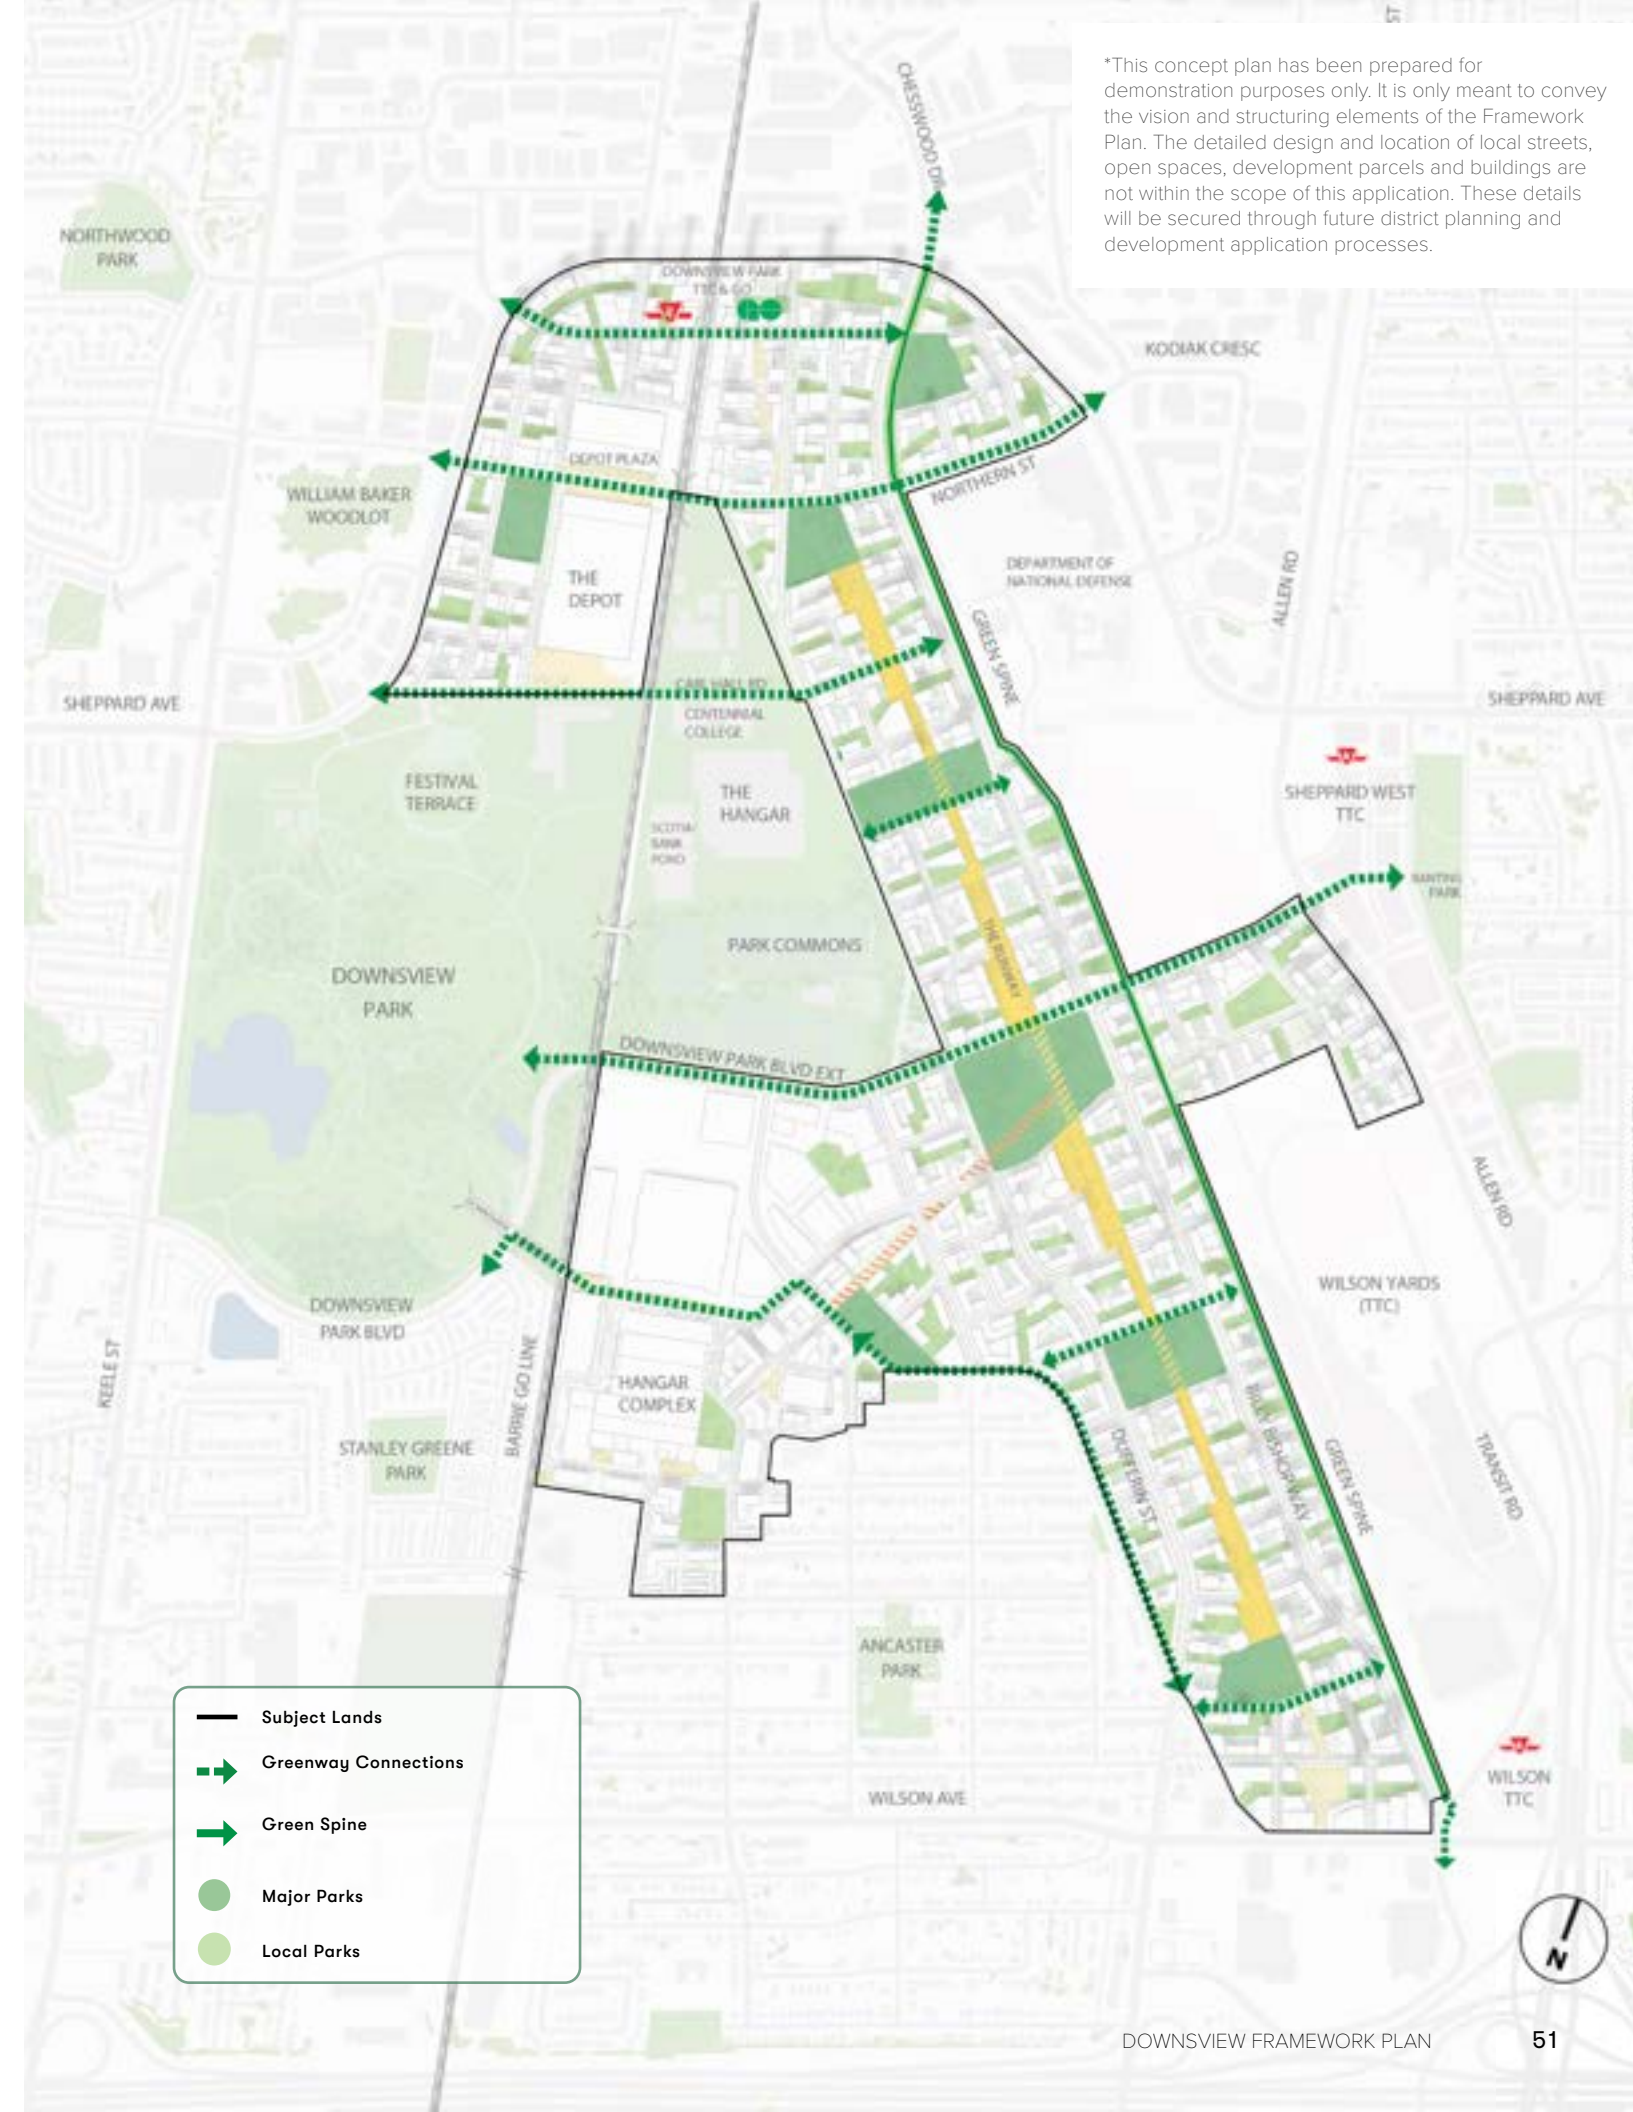 ST
*This concept plan has been prepared for
demonstration purposes only. It is only meant to convey
the vision and structuring elements of the Framework
Plan. The detailed design and location of local streets,
open spaces, development parcels and buildings are
not within the scope of this application. These details
will be secured through future district planning and
development application processes.
CHESSWOOD DR
NORTHWOOD
PARK
DOWNSVIEW PARK
TTC & GO
GO
KODIAK CRESC
DEPOT PLAZA
NORTHERN ST
WILLIAM BAKER
WOODLOT
THE
DEPOT
DEPARTMENT OF
NATIONAL DEFENSE
ALLEN RD
GREEN SPINE
SHEPPARD AVE
CARL HALL RD
SHEPPARD AVE
CENTENNIAL
COLLEGE
FESTIVAL
TERRACE
THE
HANGAR
SHEPPARD WEST
TTC
SCOTIA
BANK
POND
BANTING
PARK
THE RUNWAY
PARK COMMONS
DOWNSVIEW
PARK
DOWNSVIEW PARK BLVD EXT
ALLEN RD
WILSON YARDS
(TTC)
DOWNSVIEW
PARK BLVD
KEELE ST
BARRIE GO LINE
HANGAR
COMPLEX
BILLY BISHOP WAY
DUFFERIN ST
GREEN SPINE
TRANSIT RD
STANLEY GREENE
PARK
ANCASTER
PARK
WILSON AVE
WILSON
TTC
Subject Lands
Greenway Connections
Green Spine
Major Parks
Local Parks
N
DOWNSVIEW FRAMEWORK PLAN
51